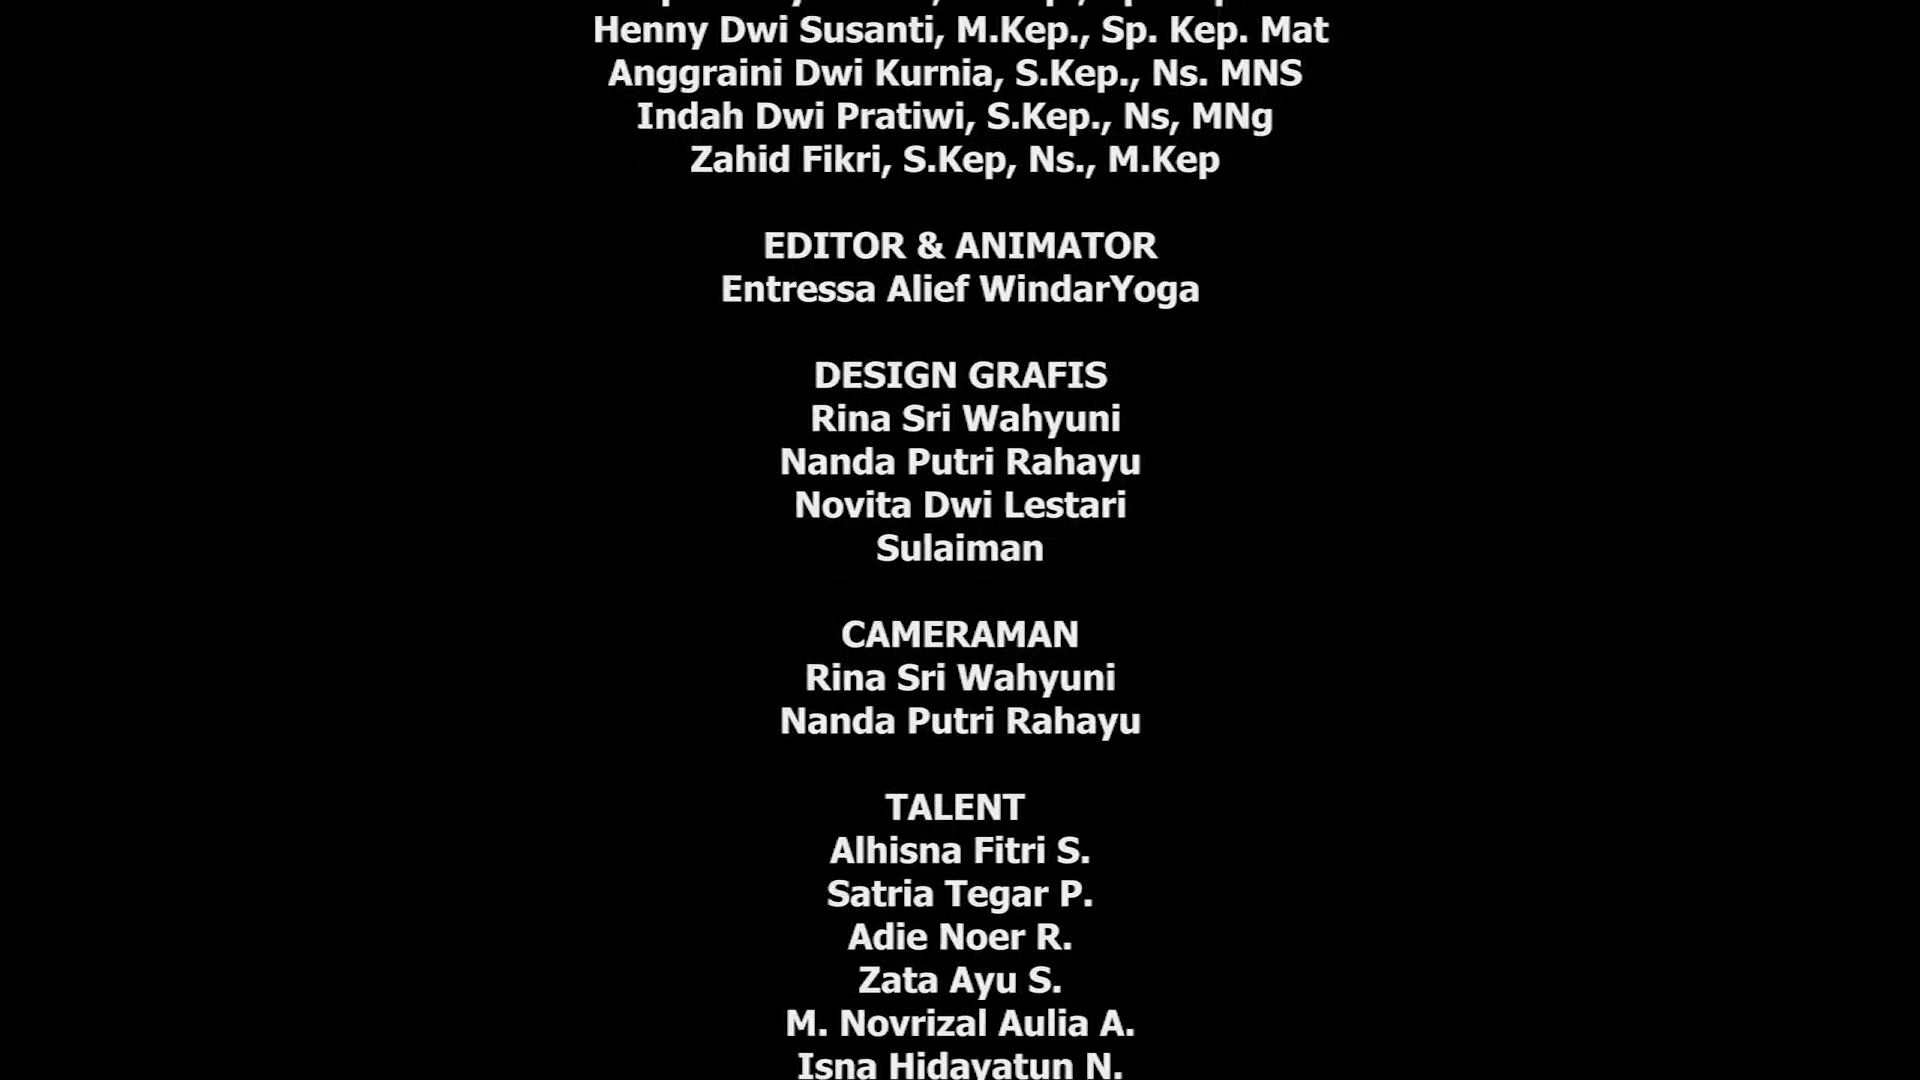 Henny Dwi Susanti, M.Kep., Sp. Kep. Mat
Anggraini Dwi Kurnia, S.Kep., Ns. MNS
Indah Dwi Pratiwi, S.Kep., Ns, MNg
Zahid Fikri, S.Kep, Ns., M.Kep
EDITOR & ANIMATOR
Entressa Alief WindarYoga
DESIGN GRAFIS
Rina Sri Wahyuni
Nanda Putri Rahayu
Novita Dwi Lestari
Sulaiman
CAMERAMAN
Rina Sri Wahyuni
Nanda Putri Rahayu
TALENT
Alhisna Fitri S.
Satria Tegar P.
Adie Noer R.
Zata Ayu S.
M. Novrizal Aulia A.
Isna Hidayatun N.